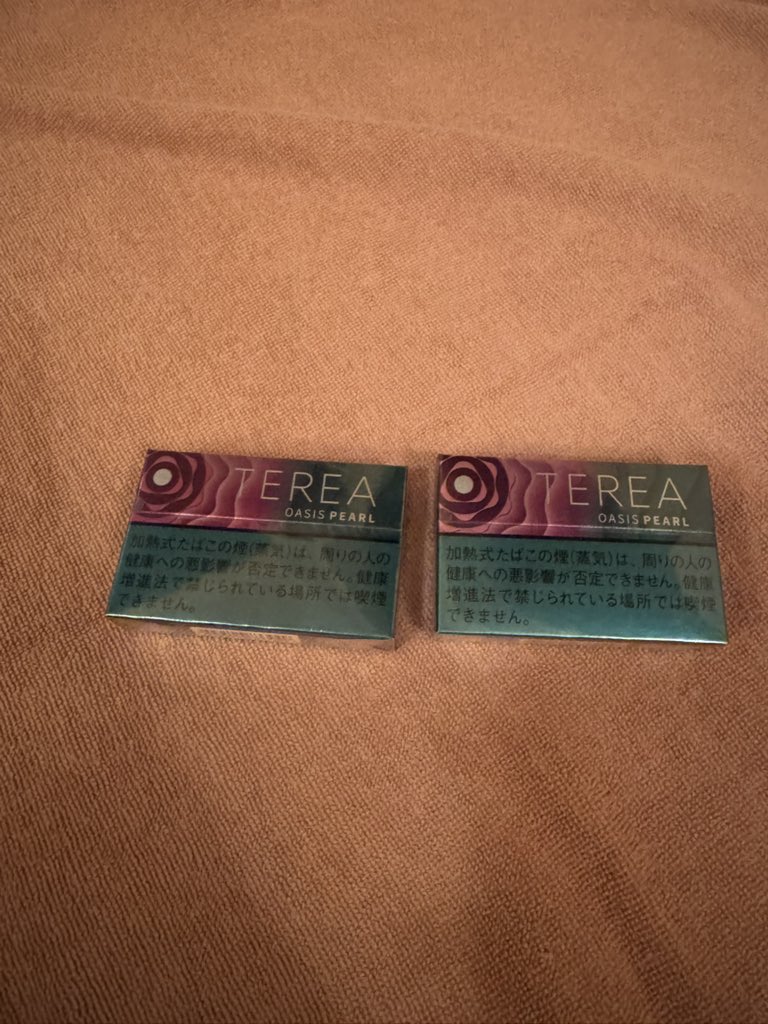 TEREA
OASIS PEARL
加熱式たばこの煙(蒸気)は、周りの人の
健康への悪影響が否定できません。健康
増進法で禁じられている場所では喫煙
できません。
TEREA
OASIS PEARL
加熱式たばこの煙(蒸気)は、周りの人の
健康への悪影響が否定できません。健康
増進法で禁じられている場所では喫煙
できません。